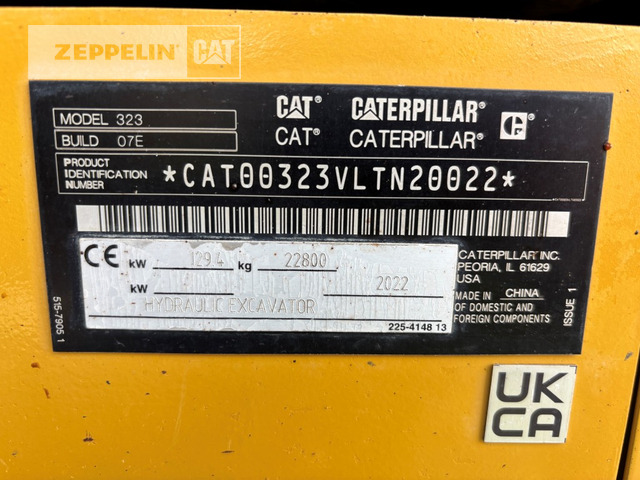 ZEPPELIN CAT
MODEL 323
BUILD 07E
CAT® CATERPILLAR®
CAT® CATERPILLAR®
PRODUCT
IDENTIFICATION
NUMBER
*CAT00323VLTN20022*
CE kW 129.4 kg 22800
kW 2022
HYDRAULIC EXCAVATOR
225-4148 13
CATERPILLAR INC.
PEORIA, IL 61629
USA
MADE IN CHINA
OF DOMESTIC AND
FOREIGN COMPONENTS
ISSUE 1
515-7905 1
UK
CA